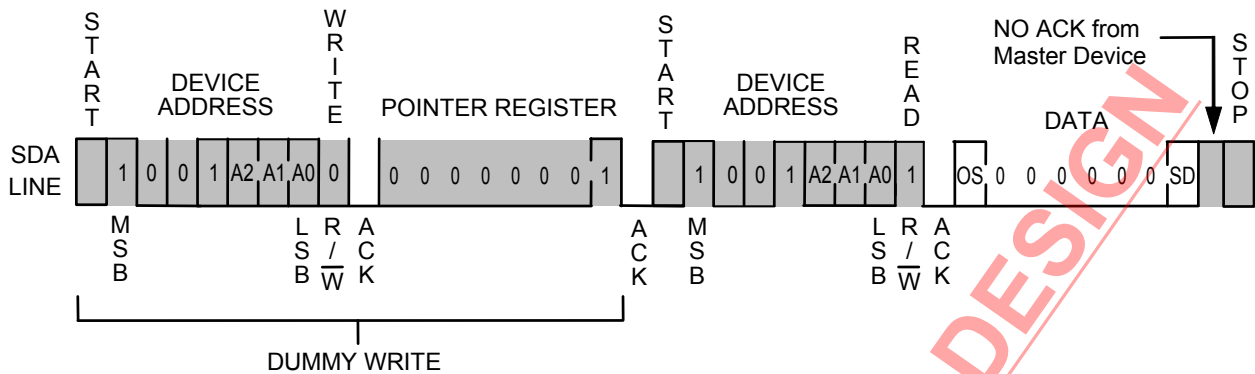 START
DEVICE ADDRESS
WRITE
POINTER REGISTER
START
DEVICE ADDRESS
READ
DATA
NO ACK from Master Device
STOP
SDA LINE
1 0 0 1 A2 A1 A0 0
0 0 0 0 0 0 0 1
1 0 0 1 A2 A1 A0 1
OS 0 0 0 0 0 0 SD
MSB
LSB
R/W̅
ACK
ACK
MSB
LSB
R/W̅
ACK
DUMMY WRITE
DESIGN